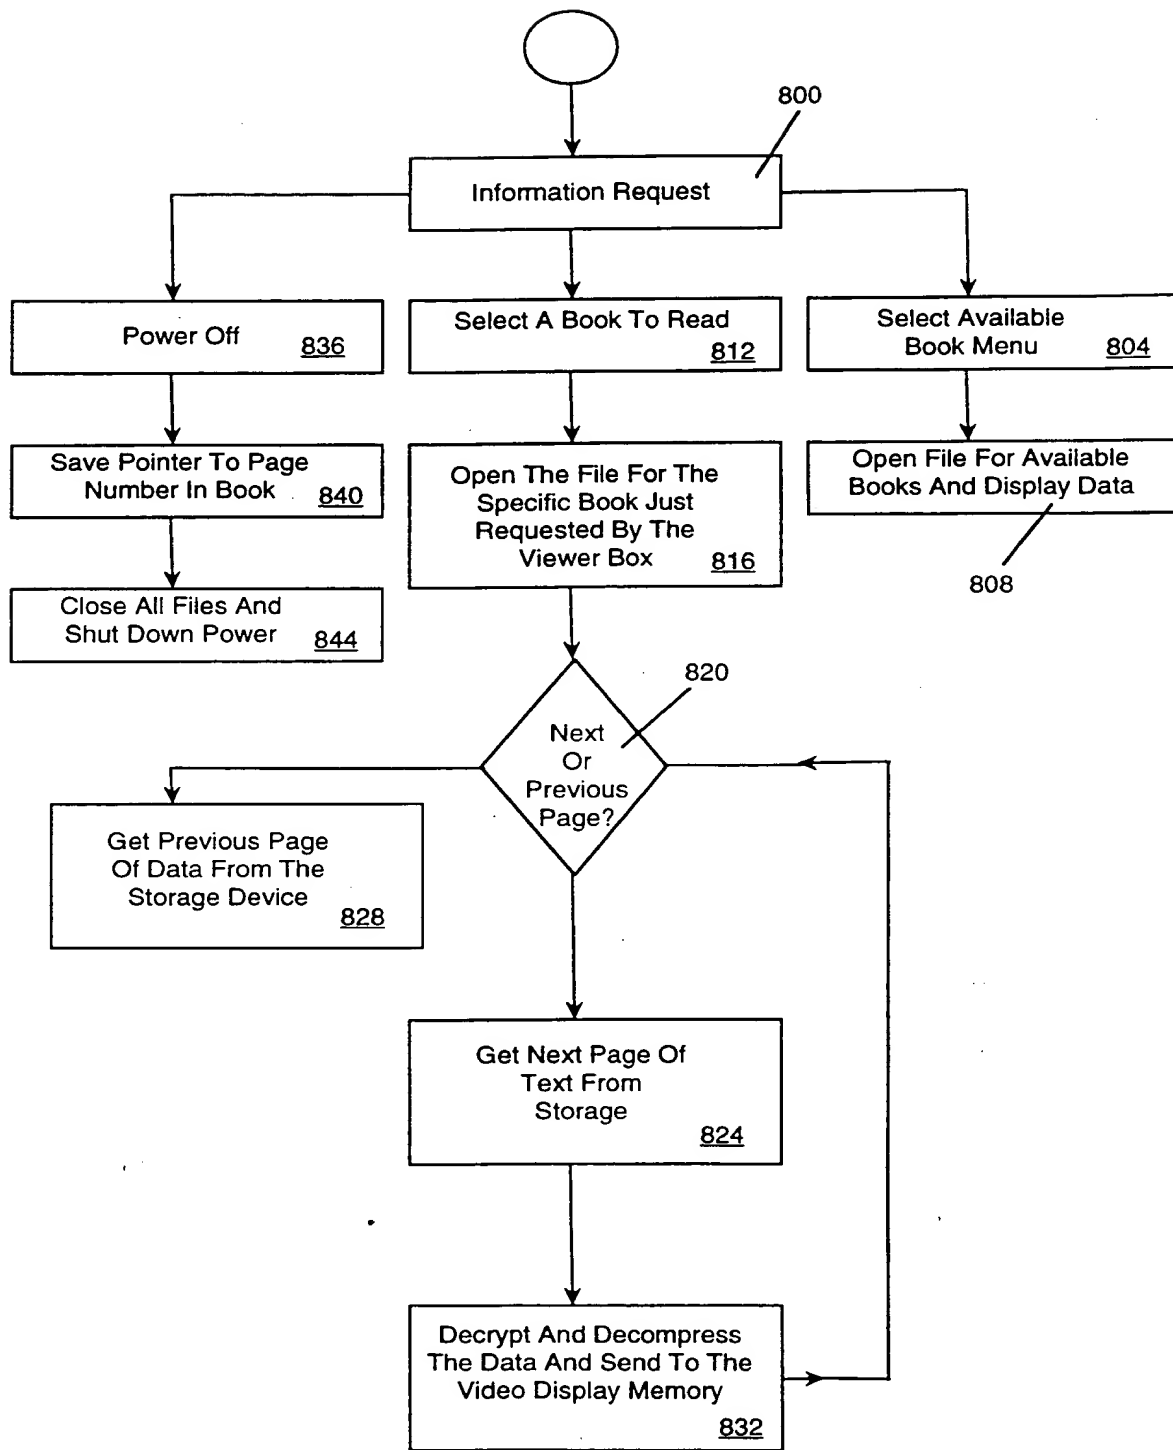 800
Information Request
Power Off
836
Select A Book To Read
812
Select Available
Book Menu
804
Save Pointer To Page
Number In Book
840
Open The File For The
Specific Book Just
Requested By The
Viewer Box
816
Open File For Available
Books And Display Data
808
Close All Files And
Shut Down Power
844
820
Next
Or
Previous
Page?
Get Previous Page
Of Data From The
Storage Device
828
Get Next Page Of
Text From
Storage
824
Decrypt And Decompress
The Data And Send To The
Video Display Memory
832